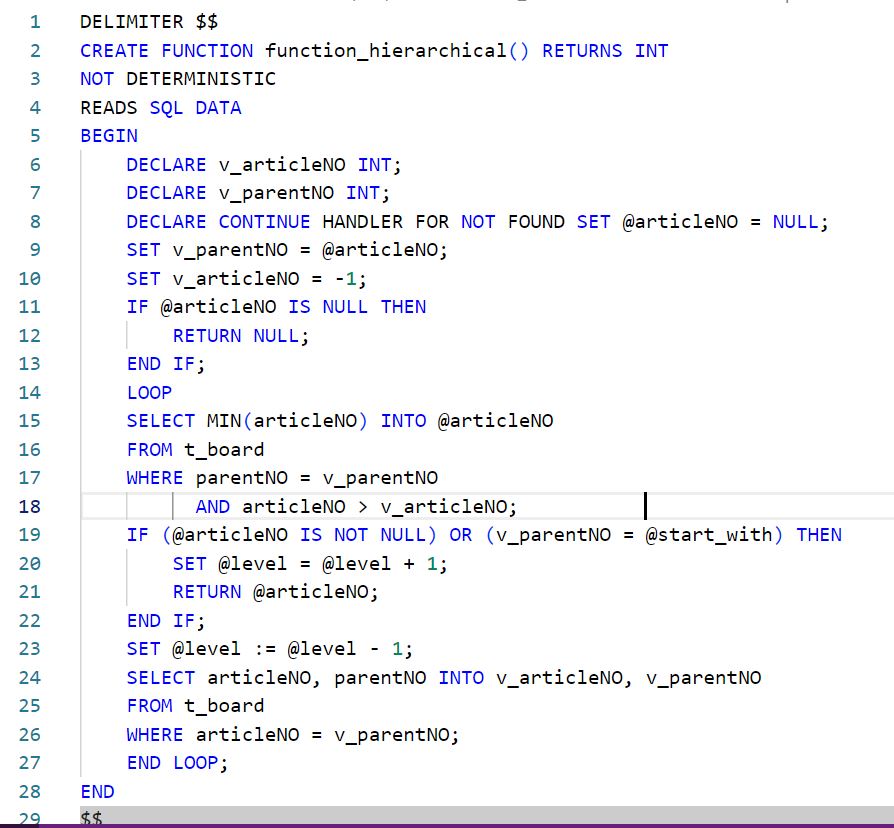 1 DELIMITER $$
2 CREATE FUNCTION function_hierarchical() RETURNS INT
3 NOT DETERMINISTIC
4 READS SQL DATA
5 BEGIN
6 DECLARE v_articleNO INT;
7 DECLARE v_parentNO INT;
8 DECLARE CONTINUE HANDLER FOR NOT FOUND SET @articleNO = NULL;
9 SET v_parentNO = @articleNO;
10 SET v_articleNO = -1;
11 IF @articleNO IS NULL THEN
12 RETURN NULL;
13 END IF;
14 LOOP
15 SELECT MIN(articleNO) INTO @articleNO
16 FROM t_board
17 WHERE parentNO = v_parentNO
18 AND articleNO > v_articleNO;
19 IF (@articleNO IS NOT NULL) OR (v_parentNO = @start_with) THEN
20 SET @level = @level + 1;
21 RETURN @articleNO;
22 END IF;
23 SET @level := @level - 1;
24 SELECT articleNO, parentNO INTO v_articleNO, v_parentNO
25 FROM t_board
26 WHERE articleNO = v_parentNO;
27 END LOOP;
28 END
29 $$